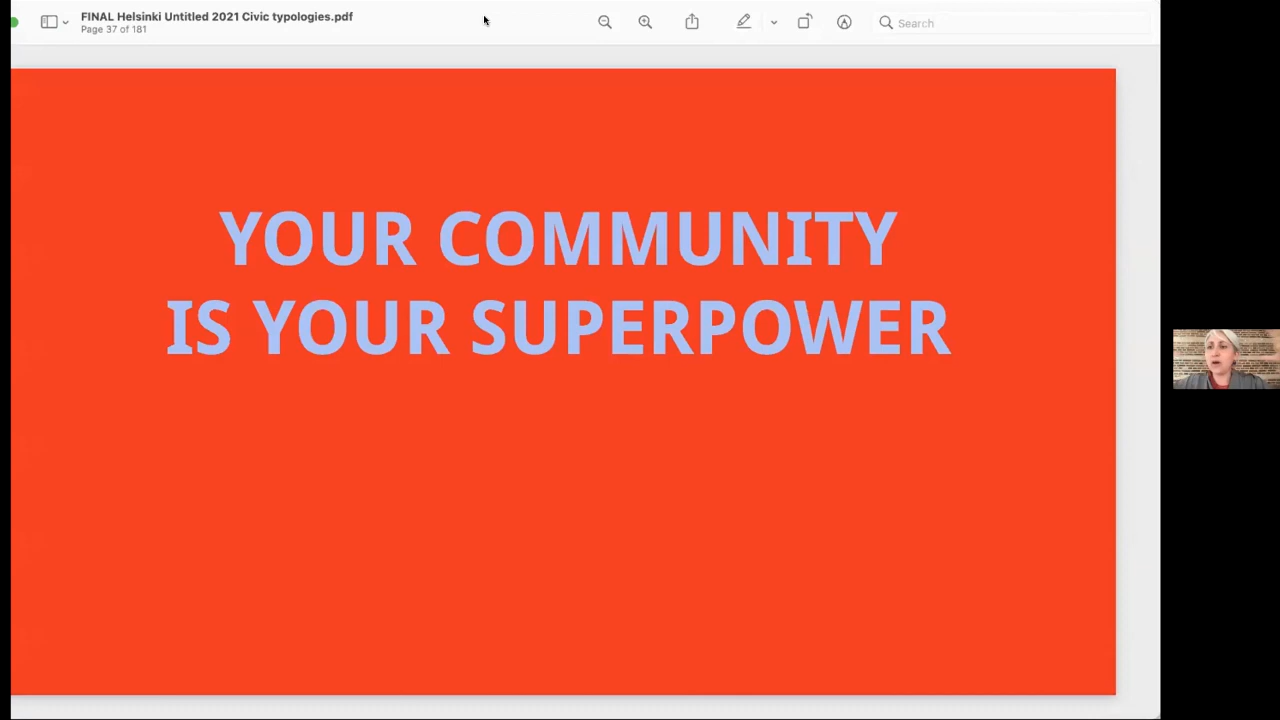 FINAL Helsinki Untitled 2021 Civic typologies.pdf
Page 37 of 181
Search
YOUR COMMUNITY
IS YOUR SUPERPOWER